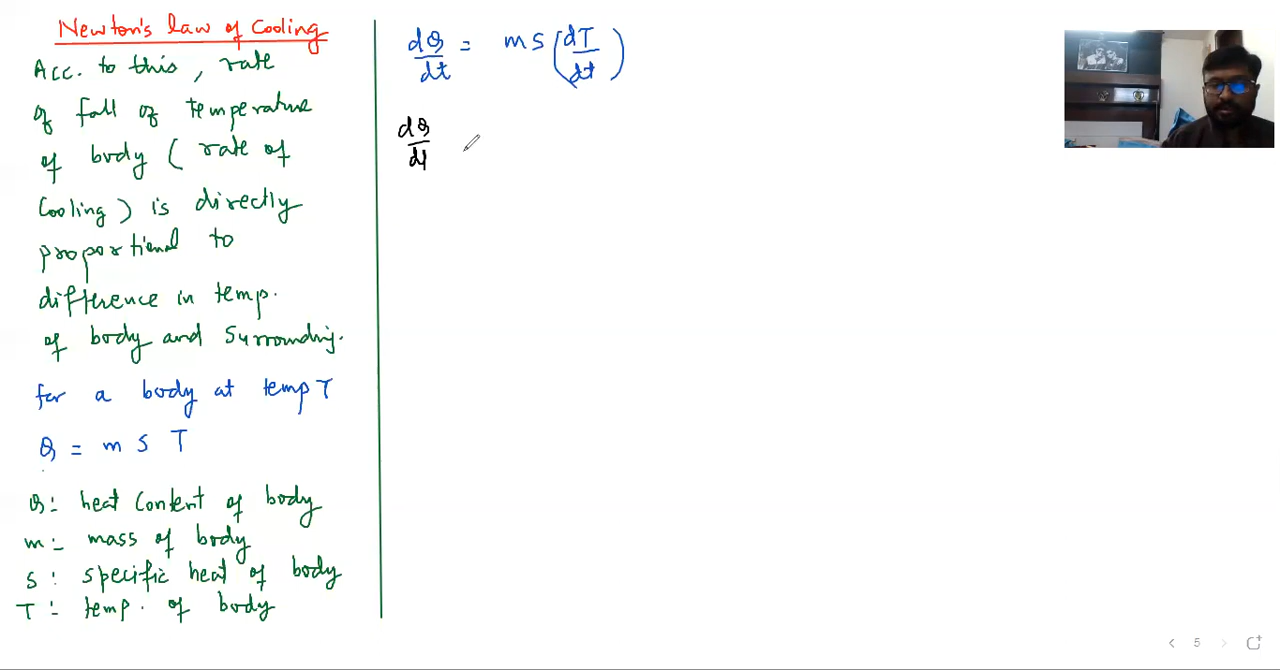 Newton's law of Cooling
Acc. to this, rate
of fall of temperature
of body ( rate of
Cooling) is directly
proportional to
difference in temp.
of body and Surrounding.
for a body at temp T
Q = m S T
Q: heat Content of body
m: mass of body
S: specific heat of body
T: temp. of body
dQ/dt = m s (dT/dt)
dQ/dt
5